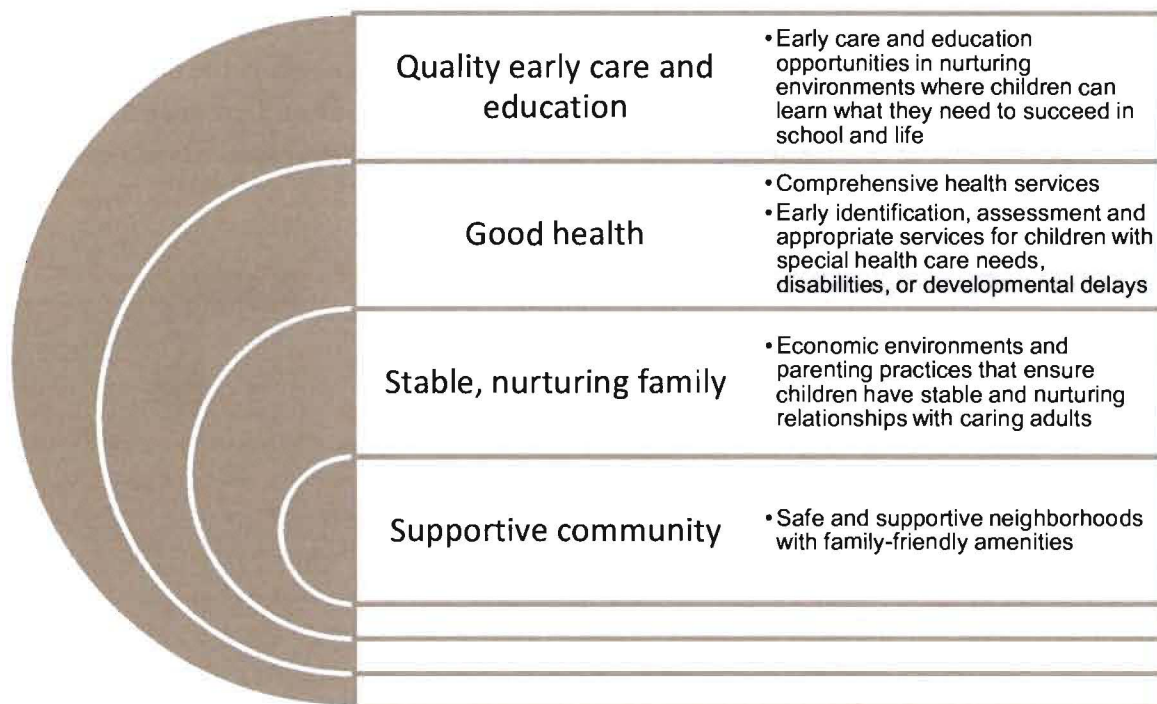 Quality early care and
education
• Early care and education
opportunities in nurturing
environments where children can
learn what they need to succeed in
school and life
Good health
• Comprehensive health services
• Early identification, assessment and
appropriate services for children with
special health care needs,
disabilities, or developmental delays
Stable, nurturing family
• Economic environments and
parenting practices that ensure
children have stable and nurturing
relationships with caring adults
Supportive community
• Safe and supportive neighborhoods
with family-friendly amenities